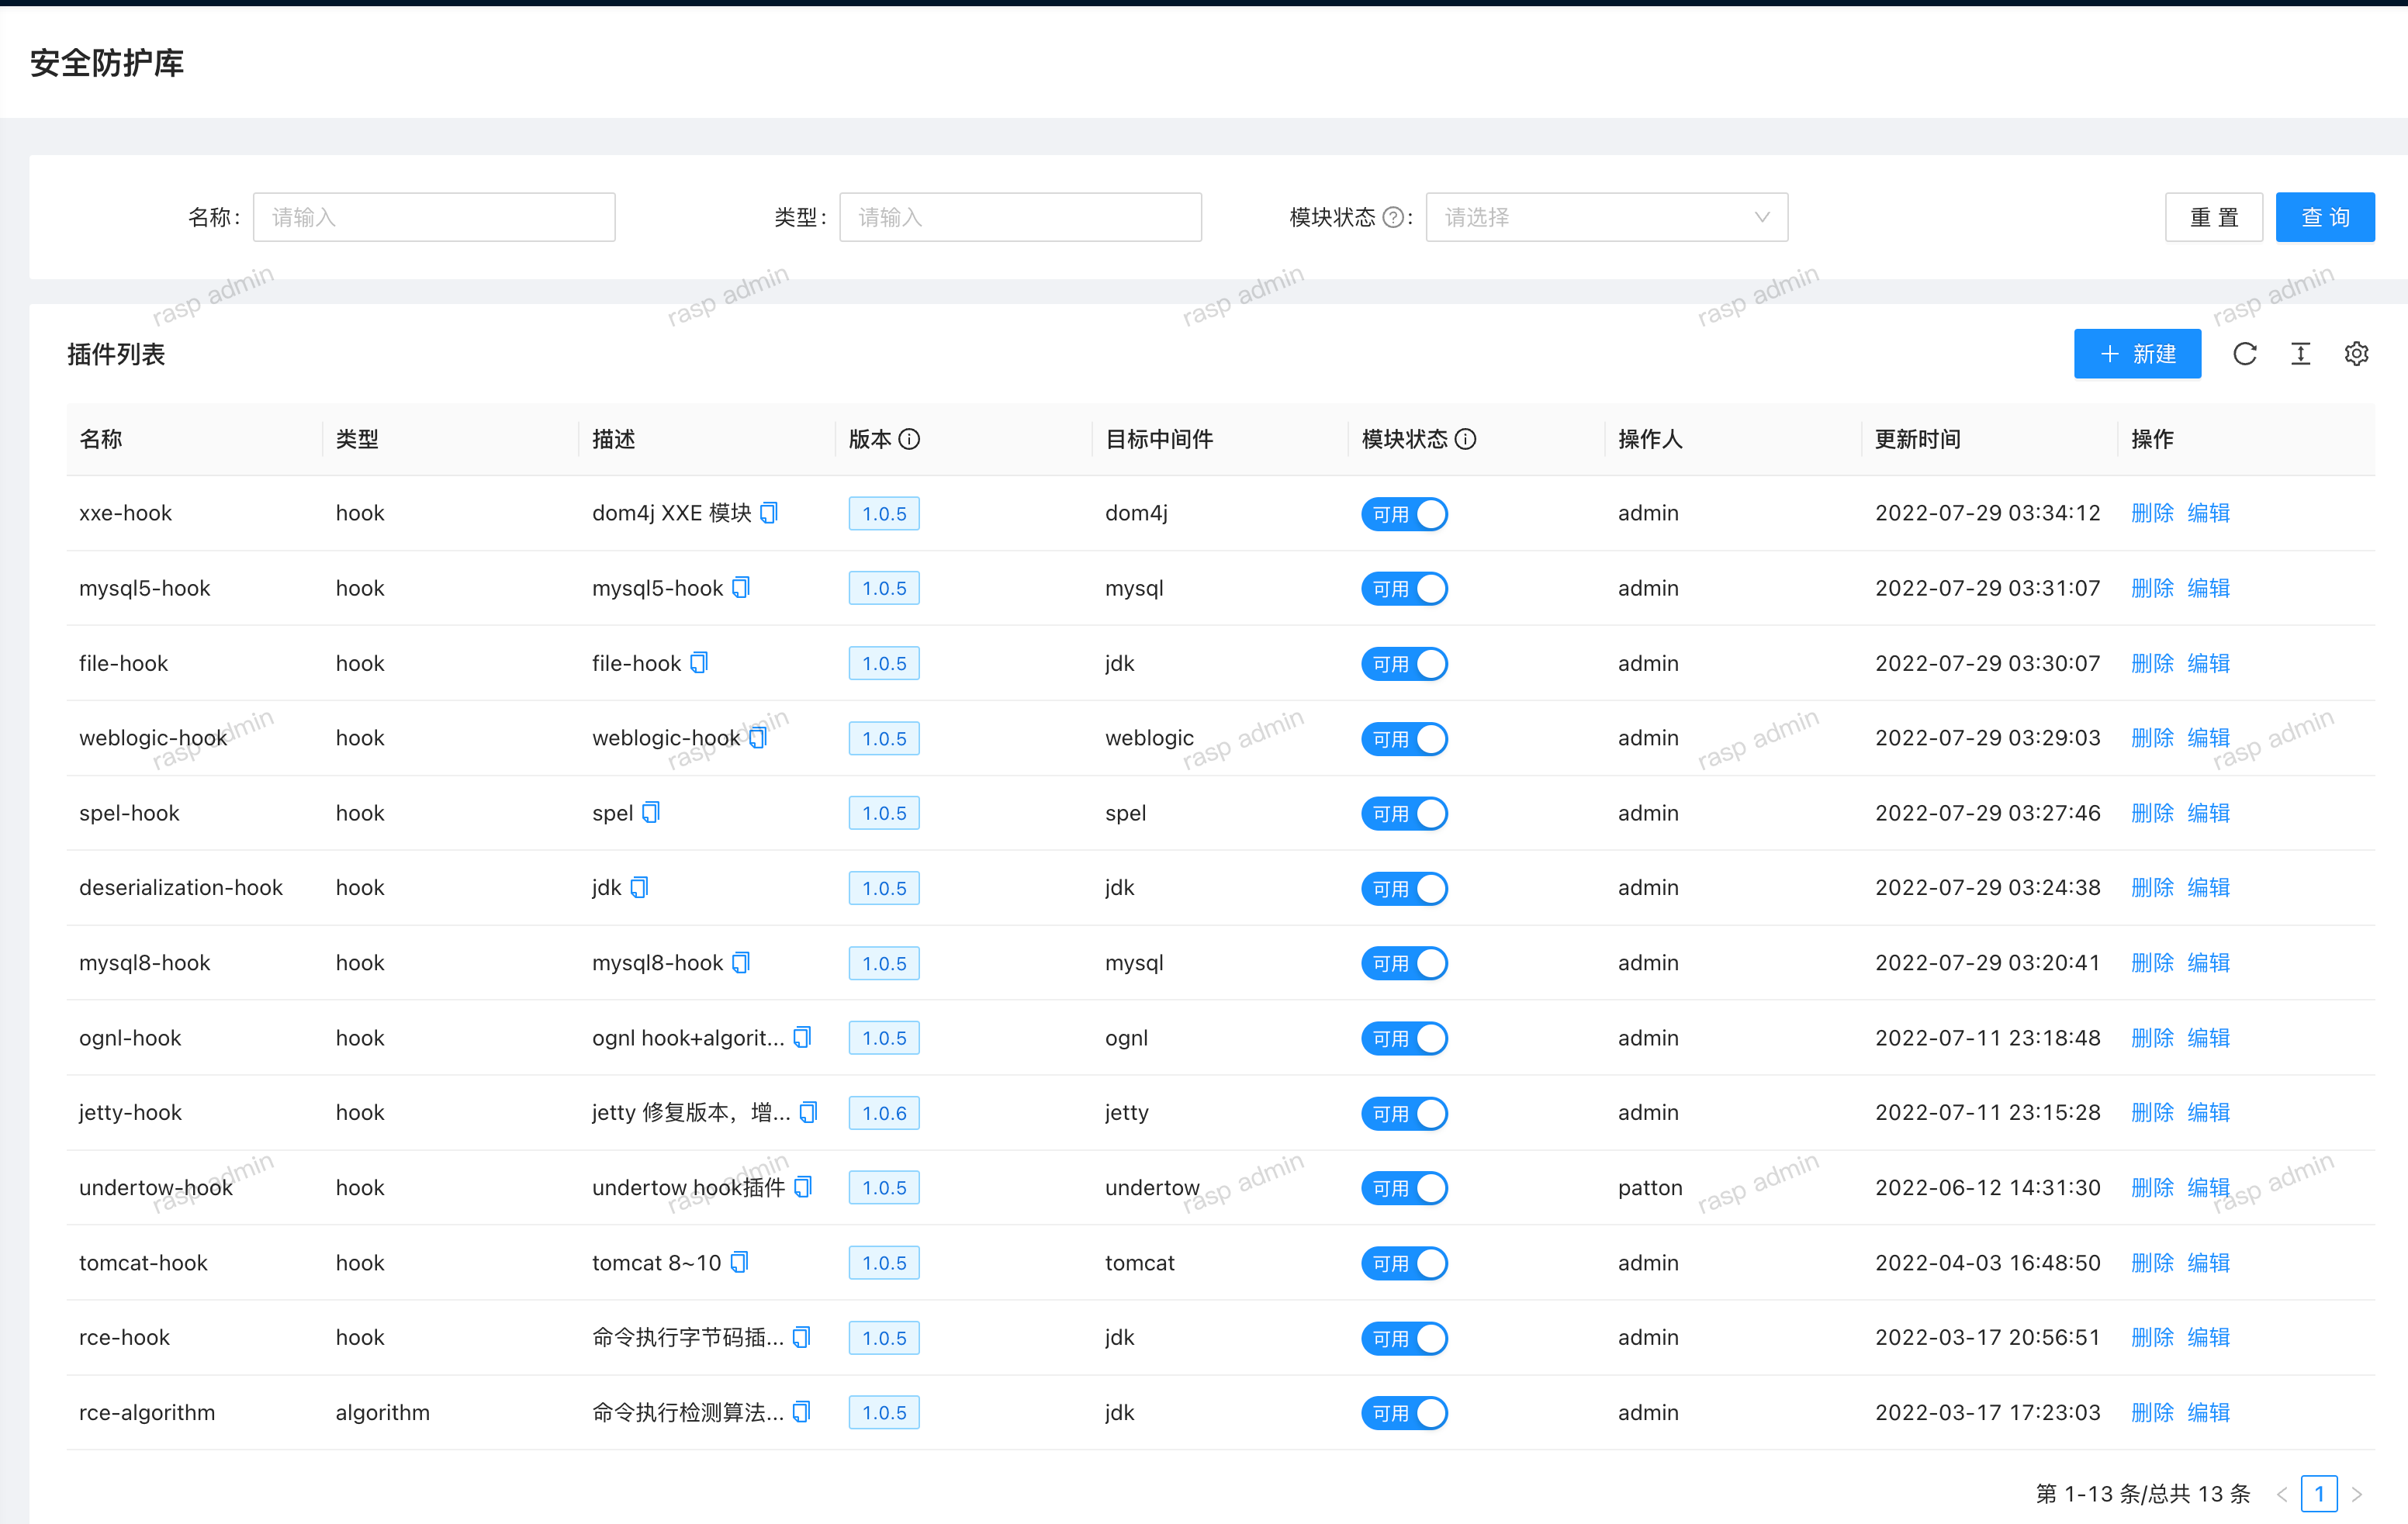 安全防护库
名称: 请输入 类型: 请输入 模块状态 ? : 请选择 重 置 查 询
插件列表 + 新建
名称 类型 描述 版本 目标中间件 模块状态 操作人 更新时间 操作
xxe-hook hook dom4j XXE 模块 1.0.5 dom4j 可用 admin 2022-07-29 03:34:12 删除 编辑
mysql5-hook hook mysql5-hook 1.0.5 mysql 可用 admin 2022-07-29 03:31:07 删除 编辑
file-hook hook file-hook 1.0.5 jdk 可用 admin 2022-07-29 03:30:07 删除 编辑
weblogic-hook hook weblogic-hook 1.0.5 weblogic 可用 admin 2022-07-29 03:29:03 删除 编辑
spel-hook hook spel 1.0.5 spel 可用 admin 2022-07-29 03:27:46 删除 编辑
deserialization-hook hook jdk 1.0.5 jdk 可用 admin 2022-07-29 03:24:38 删除 编辑
mysql8-hook hook mysql8-hook 1.0.5 mysql 可用 admin 2022-07-29 03:20:41 删除 编辑
ognl-hook hook ognl hook+algorit... 1.0.5 ognl 可用 admin 2022-07-11 23:18:48 删除 编辑
jetty-hook hook jetty 修复版本，增... 1.0.6 jetty 可用 admin 2022-07-11 23:15:28 删除 编辑
undertow-hook hook undertow hook插件 1.0.5 undertow 可用 patton 2022-06-12 14:31:30 删除 编辑
tomcat-hook hook tomcat 8~10 1.0.5 tomcat 可用 admin 2022-04-03 16:48:50 删除 编辑
rce-hook hook 命令执行字节码插... 1.0.5 jdk 可用 admin 2022-03-17 20:56:51 删除 编辑
rce-algorithm algorithm 命令执行检测算法... 1.0.5 jdk 可用 admin 2022-03-17 17:23:03 删除 编辑
第 1-13 条/总共 13 条 < 1 >
rasp admin rasp admin rasp admin rasp admin rasp admin
rasp admin rasp admin rasp admin rasp admin rasp admin
rasp admin rasp admin rasp admin rasp admin rasp admin